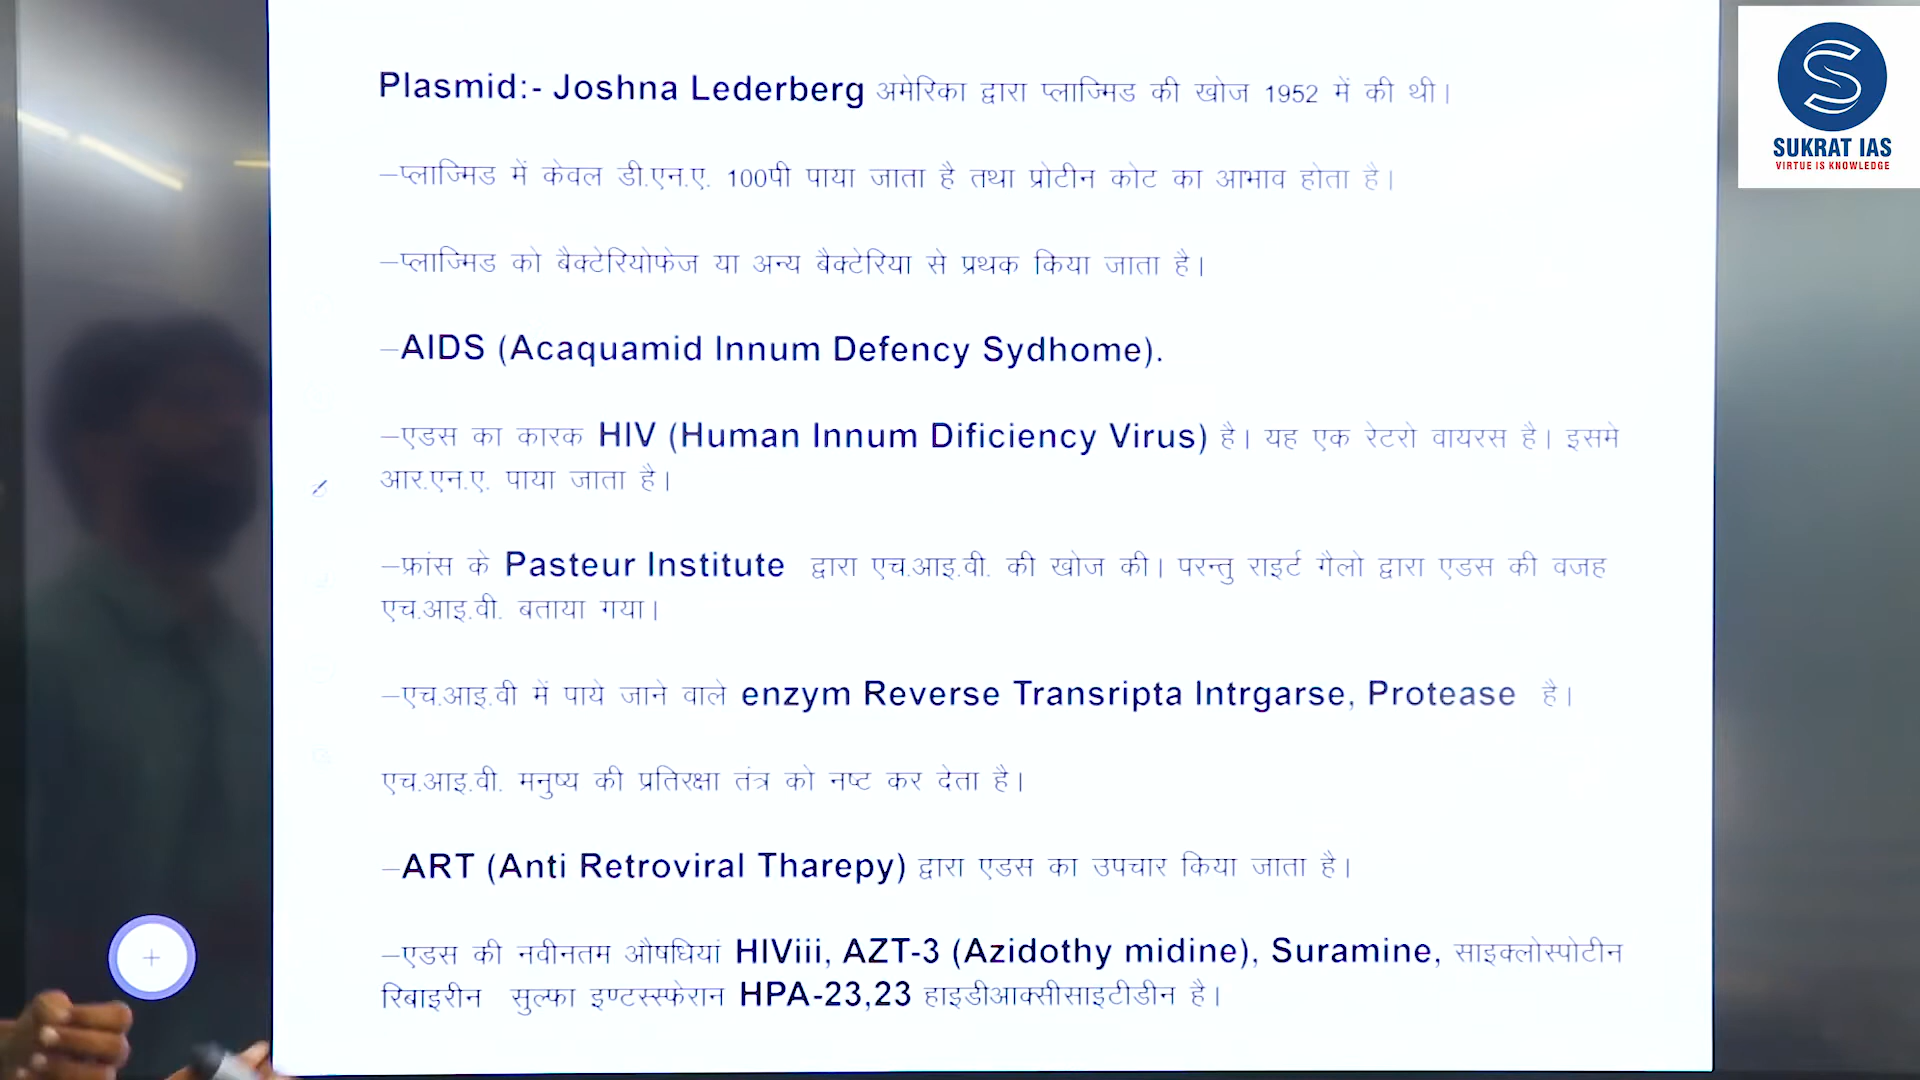 Plasmid:- Joshna Lederberg अमेरिका द्वारा प्लाज्मिड की खोज 1952 में की थी।
–प्लाज्मिड में केवल डी.एन.ए. 100पी पाया जाता है तथा प्रोटीन कोट का आभाव होता है।
–प्लाज्मिड को बैक्टेरियोफेज या अन्य बैक्टेरिया से प्रथक किया जाता है।
–AIDS (Acaquamid Innum Defency Sydhome).
–एडस का कारक HIV (Human Innum Dificiency Virus) है। यह एक रेटरो वायरस है। इसमे
आर.एन.ए. पाया जाता है।
–फ्रांस के Pasteur Institute द्वारा एच.आइ.वी. की खोज की। परन्तु राइर्ट गैलो द्वारा एडस की वजह
एच.आइ.वी. बताया गया।
–एच.आइ.वी में पाये जाने वाले enzym Reverse Transripta Intrgarse, Protease है।
एच.आइ.वी. मनुष्य की प्रतिरक्षा तंत्र को नष्ट कर देता है।
–ART (Anti Retroviral Tharepy) द्वारा एडस का उपचार किया जाता है।
–एडस की नवीनतम औषधियां HIViii, AZT-3 (Azidothy midine), Suramine, साइक्लोस्पोटीन
रिबाइरीन सुल्फा इण्टरस्फेरान HPA-23,23 हाइडीआक्सीसाइटीडीन है।
SUKRAT IAS
VIRTUE IS KNOWLEDGE